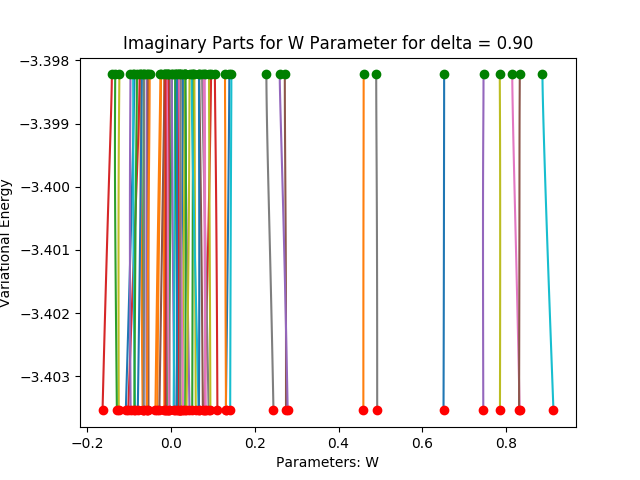 Imaginary Parts for W Parameter for delta = 0.90
Variational Energy
−3.398
−3.399
−3.400
−3.401
−3.402
−3.403
−0.2 0.0 0.2 0.4 0.6 0.8
Parameters: W